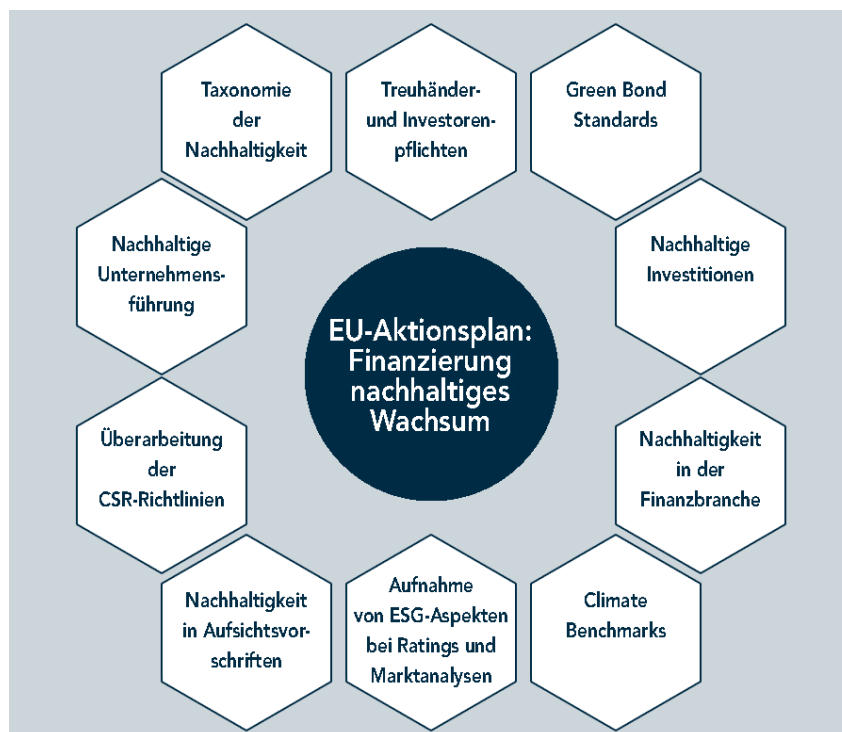 Taxonomie
der
Nachhaltigkeit
Treuhänder-
und Investoren-
pflichten
Green Bond
Standards
Nachhaltige
Unternehmens-
führung
Nachhaltige
Investitionen
EU-Aktionsplan:
Finanzierung
nachhaltiges
Wachsum
Überarbeitung
der
CSR-Richtlinien
Nachhaltigkeit
in der
Finanzbranche
Nachhaltigkeit
in Aufsichtsvor-
schriften
Aufnahme
von ESG-Aspekten
bei Ratings und
Marktanalysen
Climate
Benchmarks